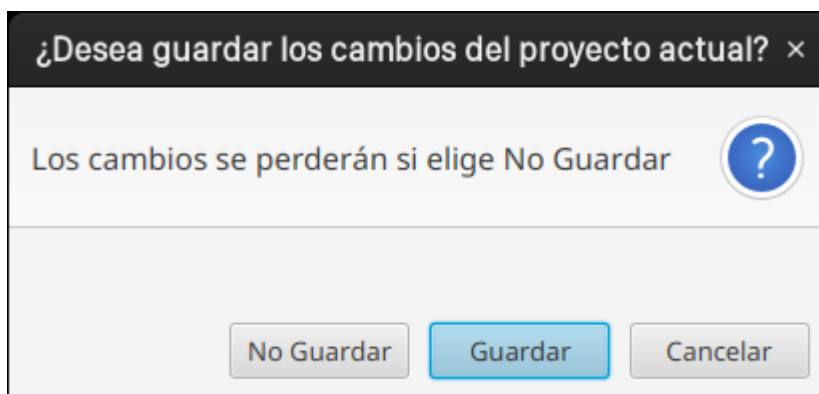 ¿Desea guardar los cambios del proyecto actual? ×
Los cambios se perderán si elige No Guardar
?
No Guardar
Guardar
Cancelar